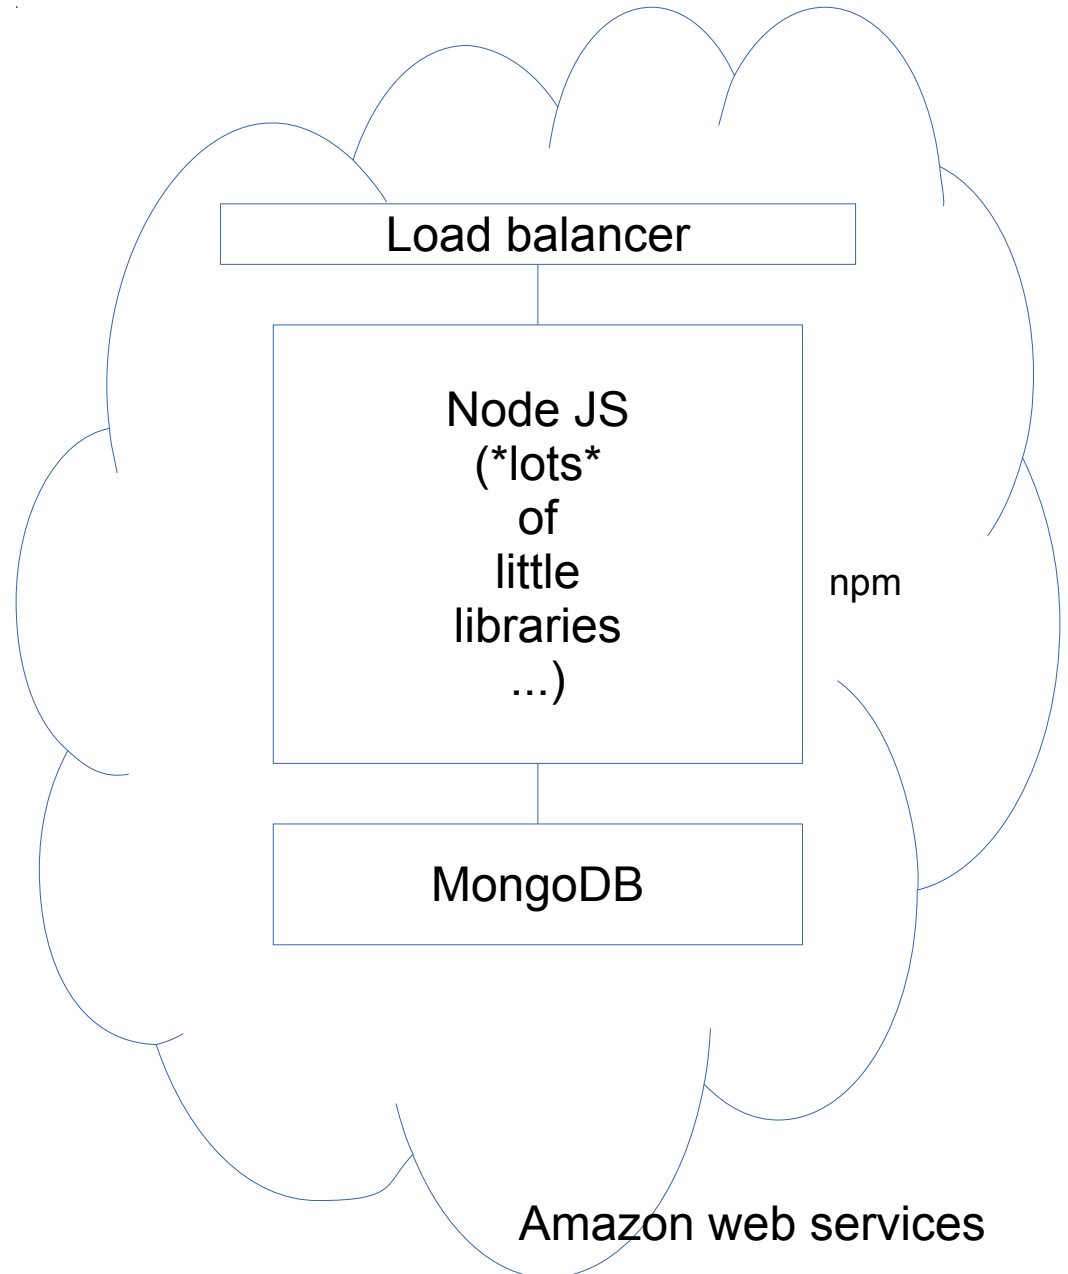 Load balancer
Node JS
(*lots*
of
little
libraries
...)
npm
MongoDB
Amazon web services